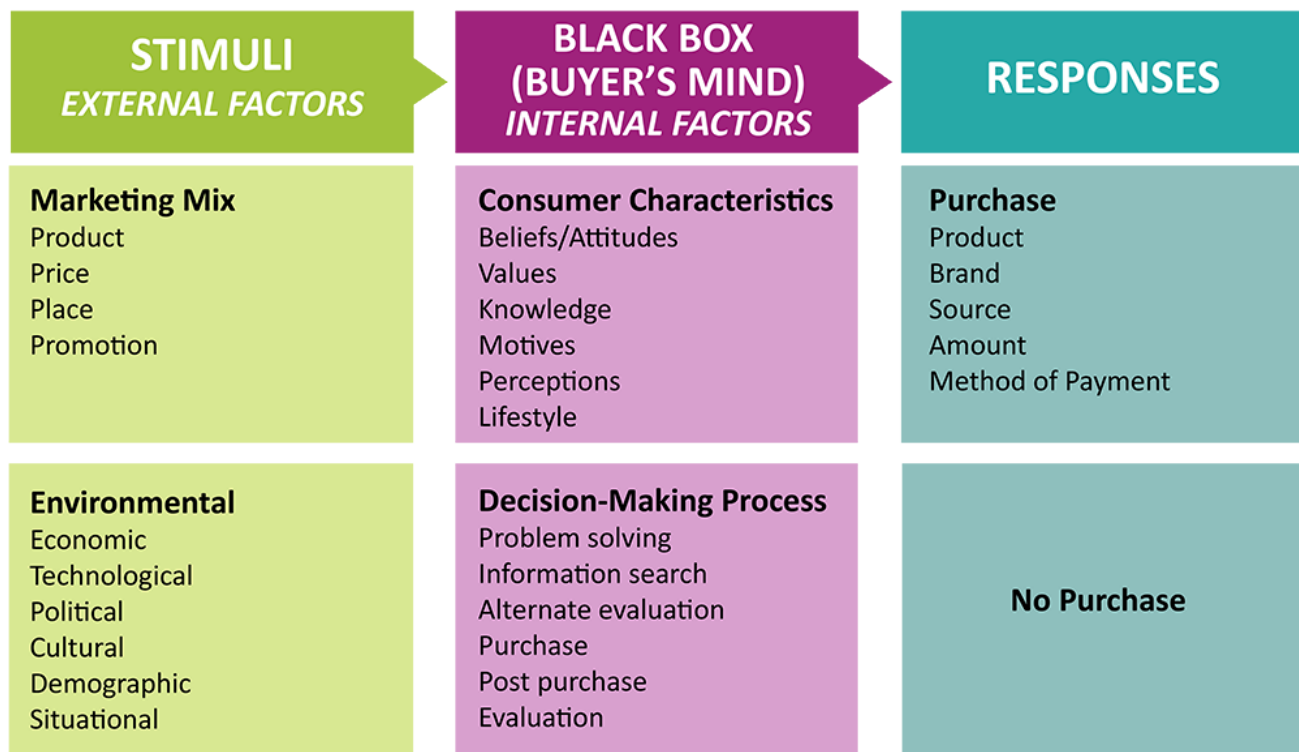 STIMULI
EXTERNAL FACTORS
BLACK BOX
(BUYER'S MIND)
INTERNAL FACTORS
RESPONSES
Marketing Mix
Product
Price
Place
Promotion
Consumer Characteristics
Beliefs/Attitudes
Values
Knowledge
Motives
Perceptions
Lifestyle
Purchase
Product
Brand
Source
Amount
Method of Payment
Environmental
Economic
Technological
Political
Cultural
Demographic
Situational
Decision-Making Process
Problem solving
Information search
Alternate evaluation
Purchase
Post purchase
Evaluation
No Purchase